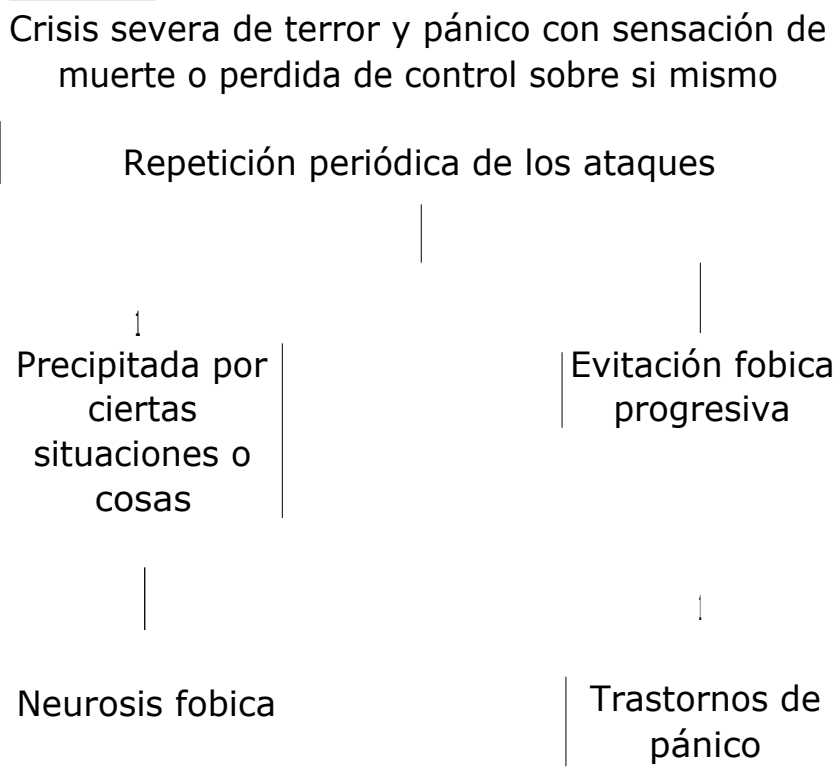 Crisis severa de terror y pánico con sensación de
muerte o perdida de control sobre si mismo
Repetición periódica de los ataques
Precipitada por
ciertas
situaciones o
cosas
Evitación fobica
progresiva
Neurosis fobica
Trastornos de
pánico